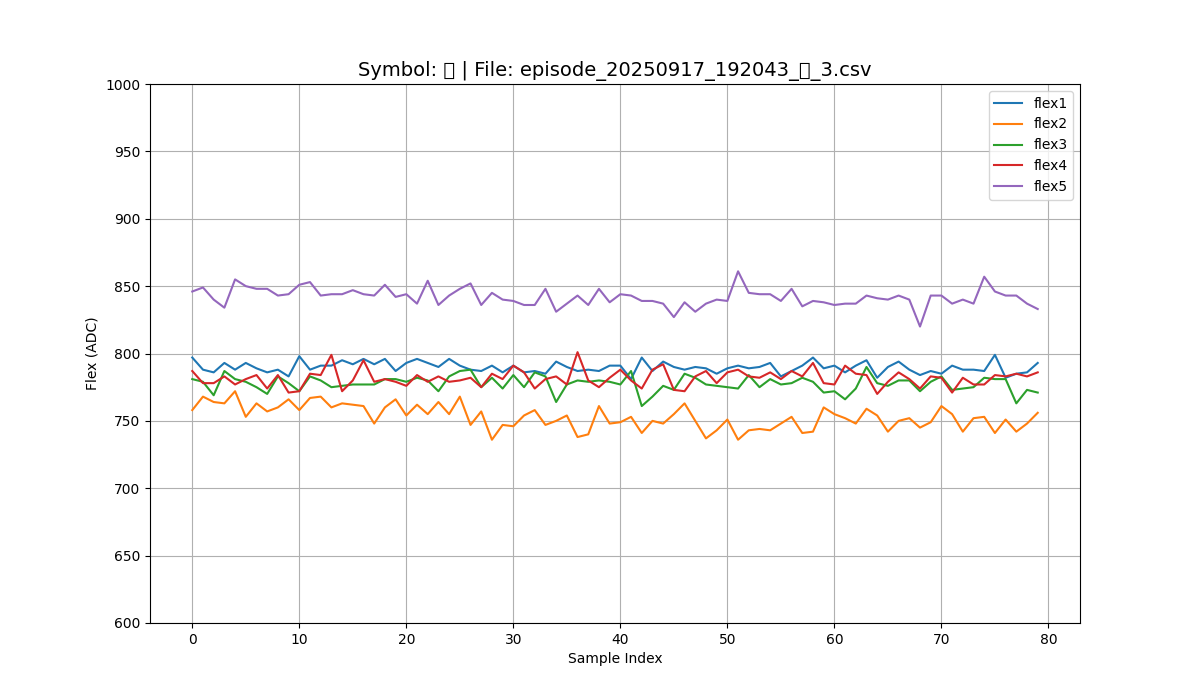 Symbol: ▯ | File: episode_20250917_192043_▯_3.csv
1000
950
900
850
800
750
700
650
600
Flex (ADC)
flex1
flex2
flex3
flex4
flex5
0 10 20 30 40 50 60 70 80
Sample Index